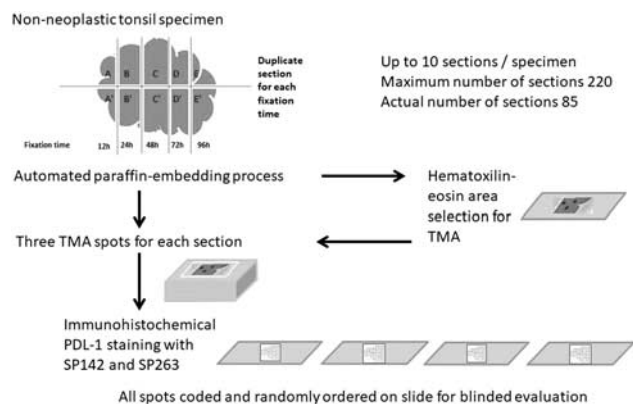 Non-neoplastic tonsil specimen
A B C D E
A' B' C' D' E'
Duplicate
section
for each
fixation
time
Up to 10 sections / specimen
Maximum number of sections 220
Actual number of sections 85
Fixation time 12h 24h 48h 72h 96h
Automated paraffin-embedding process
Hematoxilin-
eosin area
selection for
TMA
Three TMA spots for each section
Immunohistochemical
PDL-1 staining with
SP142 and SP263
All spots coded and randomly ordered on slide for blinded evaluation